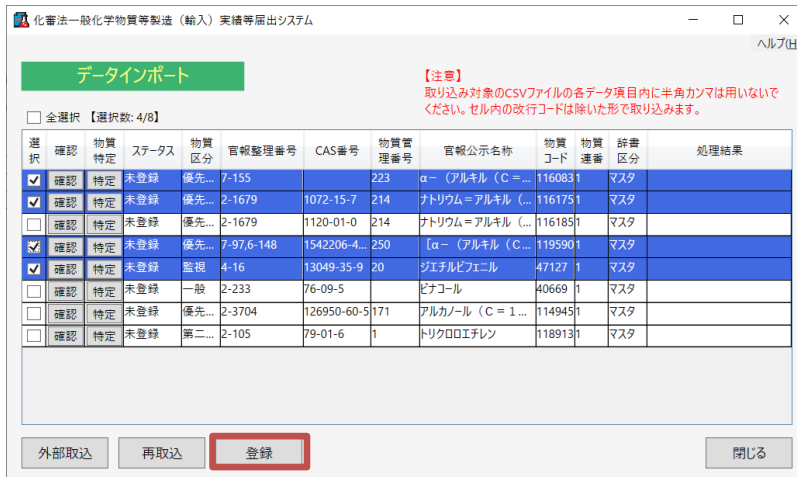 化審法一般化学物質等製造（輸入）実績等届出システム
ヘルプ(H
データインポート
【注意】
取り込み対象のCSVファイルの各データ項目内に半角カンマは用いないで
ください。セル内の改行コードは除いた形で取り込みます。
全選択 【選択数: 4/8】
選択 確認 物質特定 ステータス 物質区分 官報整理番号 CAS番号 物質管理番号 官報公示名称 物質コード 物質連番 辞書区分 処理結果
確認 特定 未登録 優先... 7-155 223 α－（アルキル（C＝... 116083 1 マスタ
確認 特定 未登録 優先... 2-1679 1072-15-7 214 ナトリウム＝アルキル（... 116175 1 マスタ
確認 特定 未登録 優先... 2-1679 1120-01-0 214 ナトリウム＝アルキル（... 116185 1 マスタ
確認 特定 未登録 優先... 7-97,6-148 1542206-4... 250 ［α－（アルキル（C... 119590 1 マスタ
確認 特定 未登録 監視 4-16 13049-35-9 20 ジエチルビフェニル 47127 1 マスタ
確認 特定 未登録 一般 2-233 76-09-5 ピナコール 40669 1 マスタ
確認 特定 未登録 優先... 2-3704 126950-60-5 171 アルカノール（C＝1... 114945 1 マスタ
確認 特定 未登録 第二... 2-105 79-01-6 1 トリクロロエチレン 118913 1 マスタ
外部取込 再取込 登録 閉じる